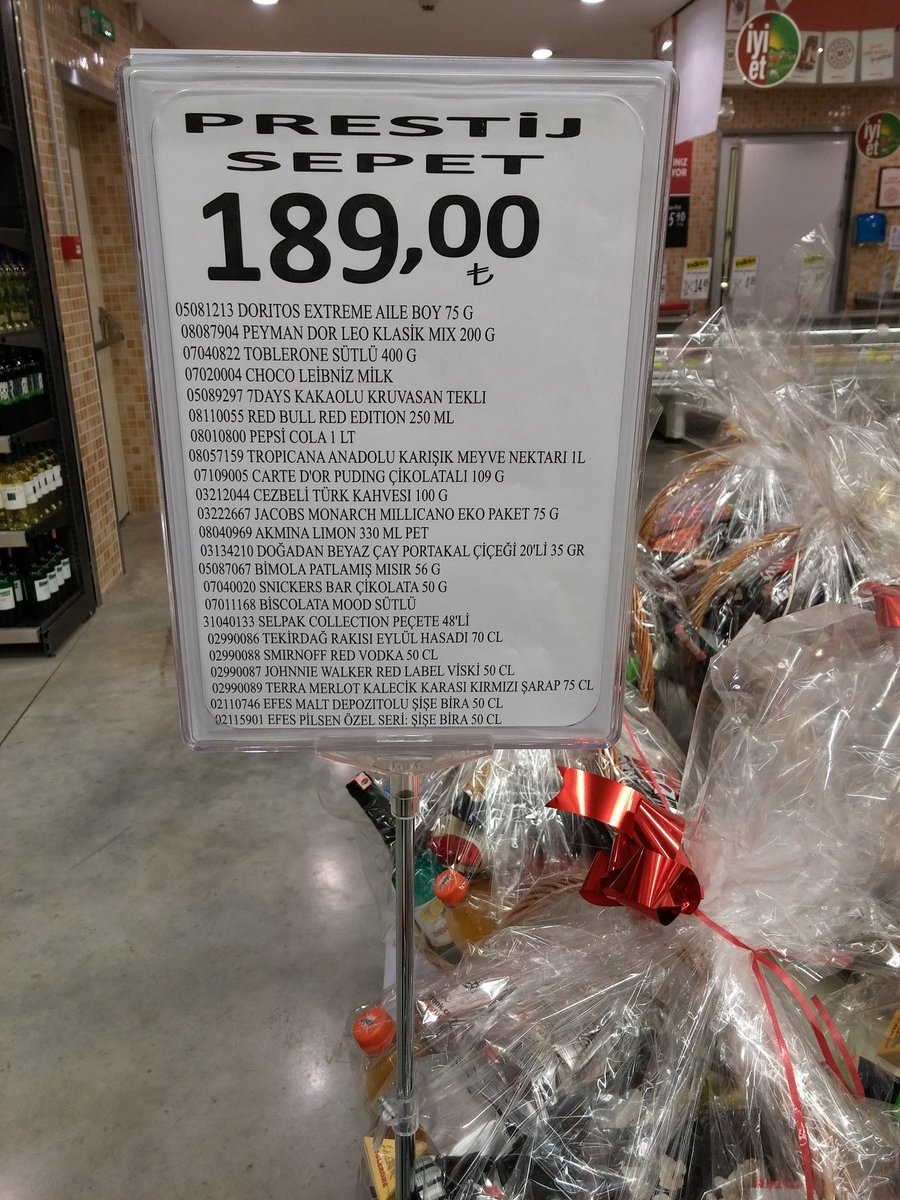 PRESTİJ
SEPET
189,00
₺
05081213 DORITOS EXTREME AILE BOY 75 G
08087904 PEYMAN DOR LEO KLASİK MIX 200 G
07040822 TOBLERONE SÜTLÜ 400 G
07020004 CHOCO LEIBNIZ MILK
05089297 7DAYS KAKAOLU KRUVASAN TEKLI
08110055 RED BULL RED EDITION 250 ML
08010800 PEPSİ COLA 1 LT
08057159 TROPICANA ANADOLU KARIŞIK MEYVE NEKTARI 1L
07109005 CARTE D'OR PUDING ÇİKOLATALI 109 G
03212044 CEZBELİ TÜRK KAHVESI 100 G
03222667 JACOBS MONARCH MILLICANO EKO PAKET 75 G
08040969 AKMINA LIMON 330 ML PET
03134210 DOĞADAN BEYAZ ÇAY PORTAKAL ÇİÇEĞİ 20'Lİ 35 GR
05087067 BİMOLA PATLAMIŞ MISIR 56 G
07040020 SNICKERS BAR ÇİKOLATA 50 G
07011168 BİSCOLATA MOOD SÜTLÜ
31040133 SELPAK COLLECTION PEÇETE 48'Lİ
02990086 TEKİRDAĞ RAKISI EYLÜL HASADI 70 CL
02990088 SMIRNOFF RED VODKA 50 CL
02990087 JOHNNIE WALKER RED LABEL VİSKİ 50 CL
02990089 TERRA MERLOT KALECİK KARASI KIRMIZI ŞARAP 75 CL
02110746 EFES MALT DEPOZITOLU ŞİŞE BİRA 50 CL
02115901 EFES PİLSEN ÖZEL SERİ: ŞİŞE BİRA 50 CL
iyi
et
iyi
et